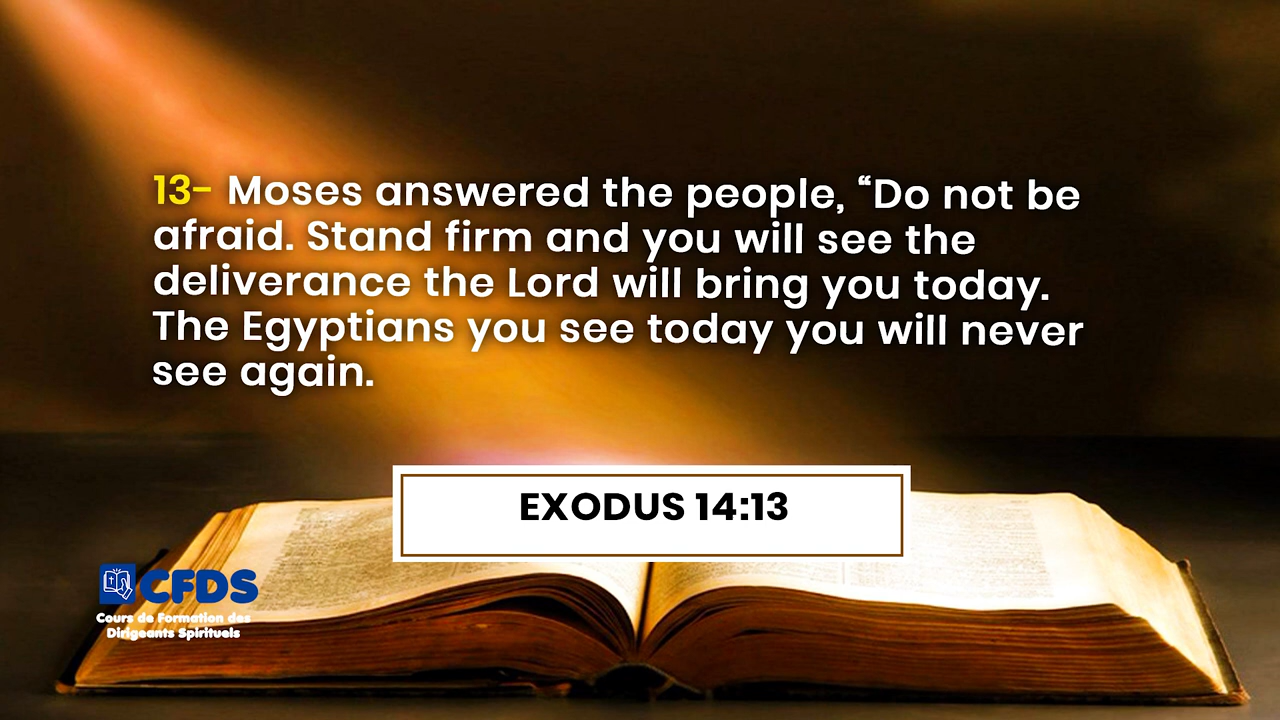 13- Moses answered the people, “Do not be
afraid. Stand firm and you will see the
deliverance the Lord will bring you today.
The Egyptians you see today you will never
see again.
EXODUS 14:13
CFDS
Cours de Formation des
Dirigeants Spirituels